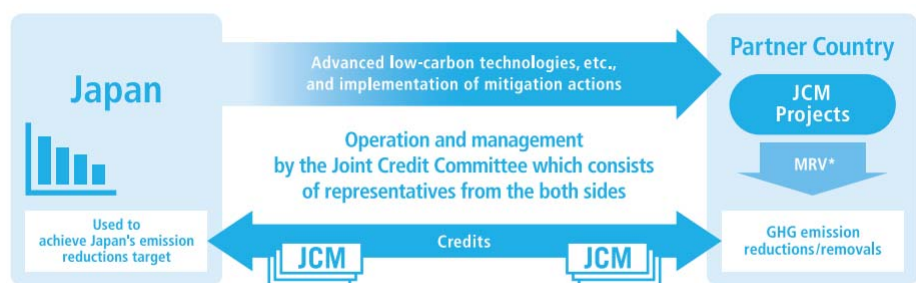 Japan
Used to
achieve Japan's emission
reductions target
Advanced low-carbon technologies, etc.,
and implementation of mitigation actions
Operation and management
by the Joint Credit Committee which consists
of representatives from the both sides
Credits
JCM
JCM
Partner Country
JCM
Projects
MRV*
GHG emission
reductions/removals